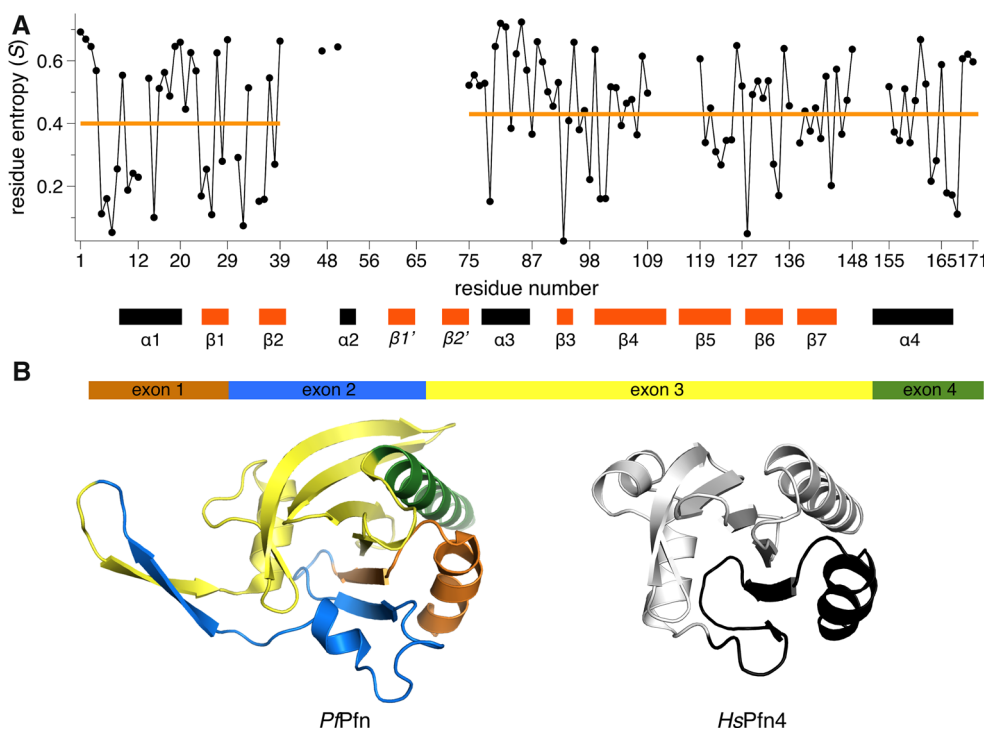 A
residue entropy (S)
0.6
0.4
0.2
1 12 20 29 39 48 56 65 75 87 98 109 119 127 136 148 155 165 171
residue number
α1 β1 β2 α2 β1’ β2’ α3 β3 β4 β5 β6 β7 α4
B
exon 1 exon 2 exon 3 exon 4
PfPfn HsPfn4